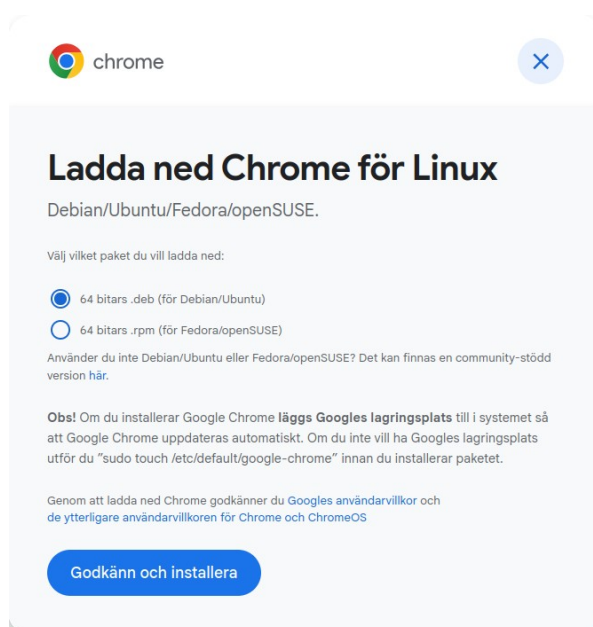 chrome
Ladda ned Chrome för Linux
Debian/Ubuntu/Fedora/openSUSE.
Välj vilket paket du vill ladda ned:
64 bitars .deb (för Debian/Ubuntu)
64 bitars .rpm (för Fedora/openSUSE)
Använder du inte Debian/Ubuntu eller Fedora/openSUSE? Det kan finnas en community-stödd
version här.
Obs! Om du installerar Google Chrome läggs Googles lagringsplats till i systemet så
att Google Chrome uppdateras automatiskt. Om du inte vill ha Googles lagringsplats
utför du ”sudo touch /etc/default/google-chrome” innan du installerar paketet.
Genom att ladda ned Chrome godkänner du Googles användarvillkor och
de ytterligare användarvillkoren för Chrome och ChromeOS
Godkänn och installera